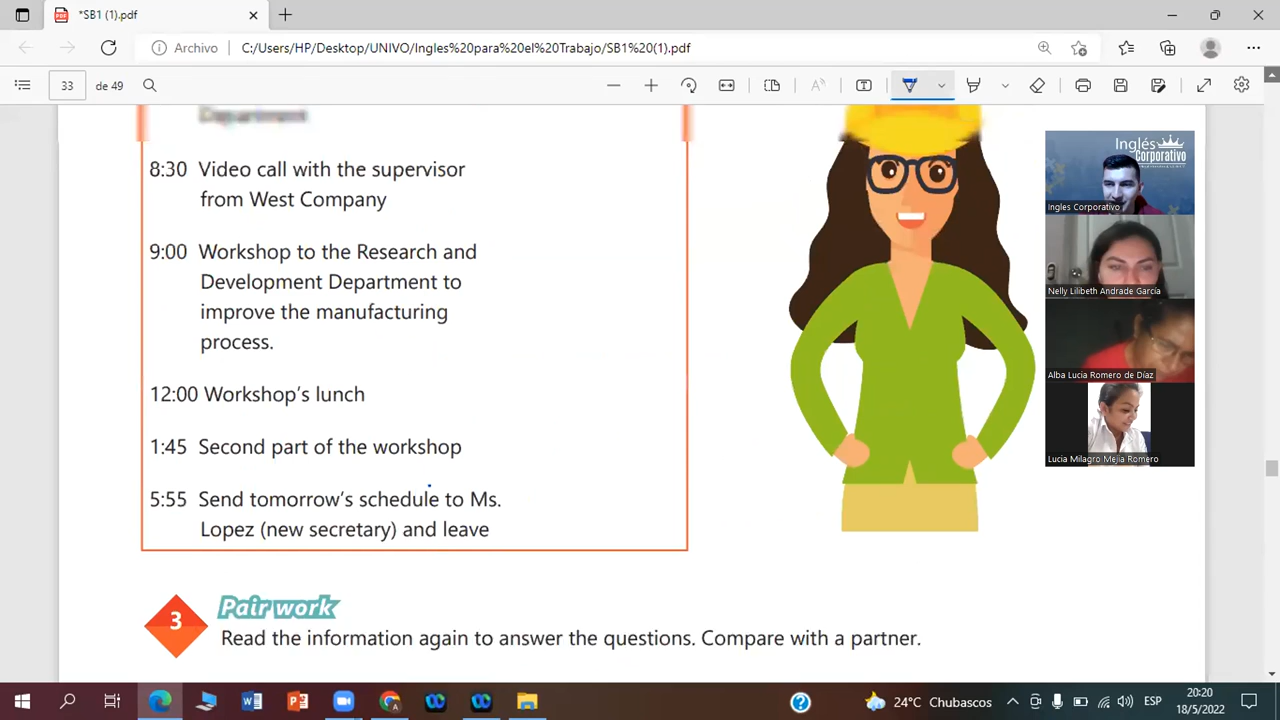 *SB1 (1).pdf
Archivo
C:/Users/HP/Desktop/UNIVO/Ingles%20para%20el%20Trabajo/SB1%20(1).pdf
33 de 49
Department
8:30 Video call with the supervisor
from West Company
9:00 Workshop to the Research and
Development Department to
improve the manufacturing
process.
12:00 Workshop's lunch
1:45 Second part of the workshop
5:55 Send tomorrow's schedule to Ms.
Lopez (new secretary) and leave
3 Pair work
Read the information again to answer the questions. Compare with a partner.
Inglés
Corporativo
Ingles Corporativo
Nelly Lilibeth Andrade García
Alba Lucia Romero de Díaz
Lucia Milagro Mejia Romero
24°C Chubascos
ESP
20:20
18/5/2022